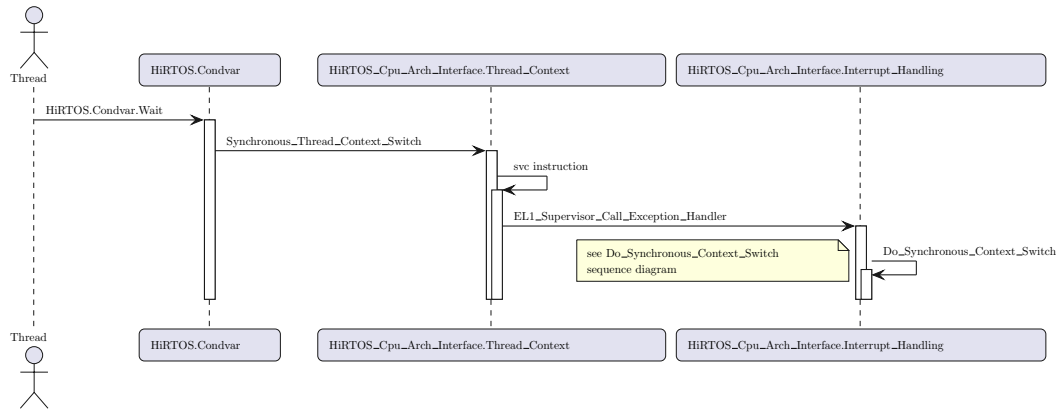 Thread
HiRTOS.Condvar
HiRTOS_Cpu_Arch_Interface.Thread_Context
HiRTOS_Cpu_Arch_Interface.Interrupt_Handling
HiRTOS.Condvar.Wait
Synchronous_Thread_Context_Switch
svc instruction
EL1_Supervisor_Call_Exception_Handler
see Do_Synchronous_Context_Switch
sequence diagram
Do_Synchronous_Context_Switch
Thread
HiRTOS.Condvar
HiRTOS_Cpu_Arch_Interface.Thread_Context
HiRTOS_Cpu_Arch_Interface.Interrupt_Handling